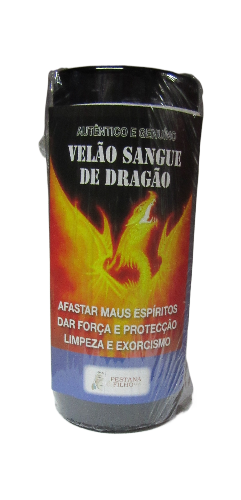 AUTÊNTICO E GENUÍNO
VELÃO SANGUE
DE DRAGÃO
AFASTAR MAUS ESPÍRITOS
DAR FORÇA E PROTECÇÃO
LIMPEZA E EXORCISMO
PESTANA
FILHO